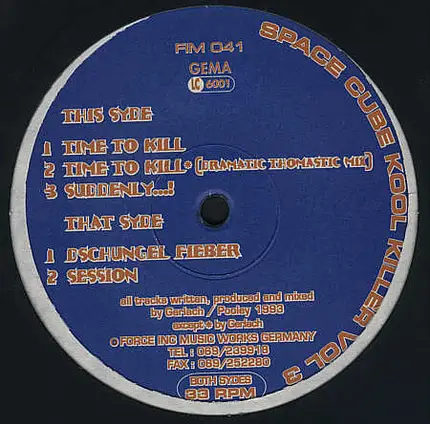 SPACE CUBE KOOL KILLER VOL 3
FIM 041
GEMA
LC 6001
THIS SYDE
1 TIME TO KILL
2 TIME TO KILL* (DRAMATIC THOMASTIC MIX)
3 SUDDENLY...!
THAT SYDE
1 DSCHUNGEL FIEBER
2 SESSION
all tracks written, produced and mixed
by Gerlach / Pooley 1993
except * by Gerlach
℗ FORCE INC MUSIC WORKS GERMANY
TEL : 069/239918
FAX : 069/252280
BOTH SYDES
33 RPM